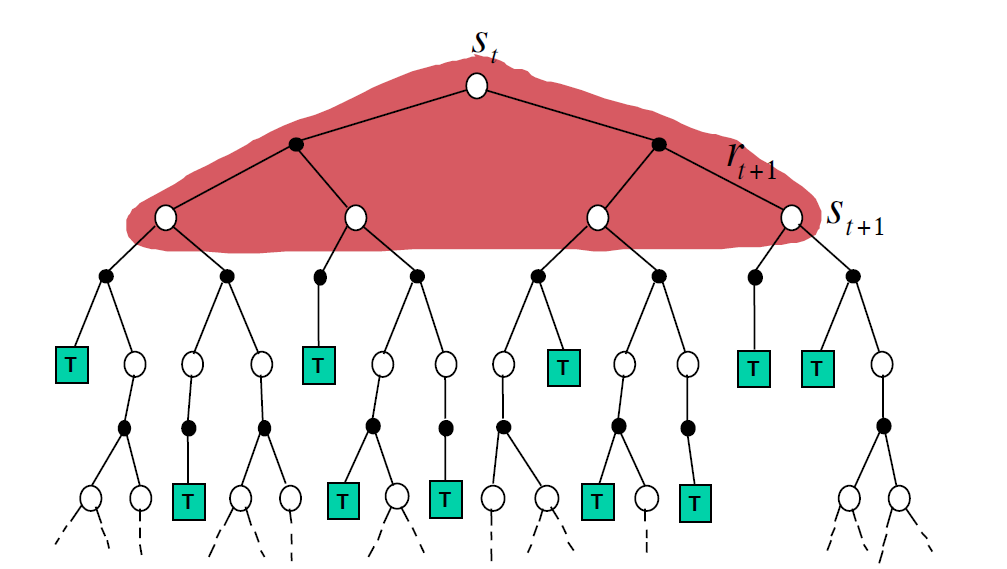 s_t
r_{t+1}
s_{t+1}
T T T T T
T T T T T